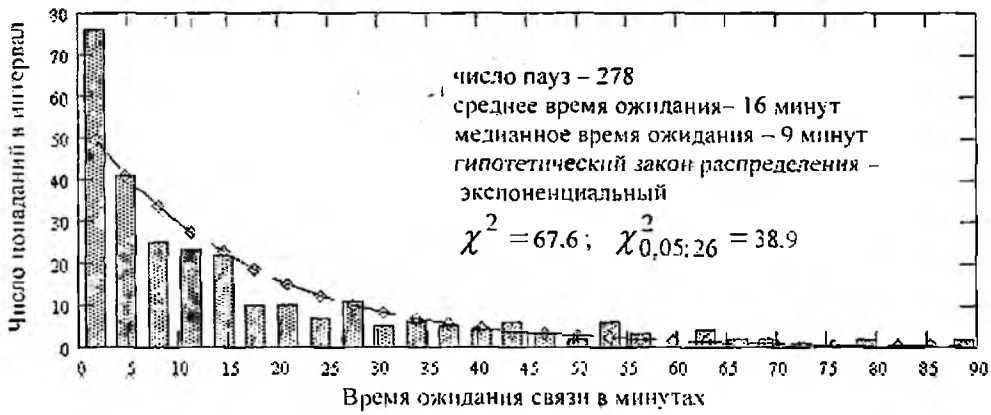 Число попаданий в интервал
80
70
60
50
40
30
20
10
0
число пауз – 278
среднее время ожидания– 16 минут
медианное время ожидания – 9 минут
гипотетический закон распределения –
экспоненциальный
χ² = 67.6 ; χ²0,05;26 = 38.9
0 5 10 15 20 25 30 35 40 45 50 55 60 65 70 75 80 85 90
Время ожидания связи в минутах